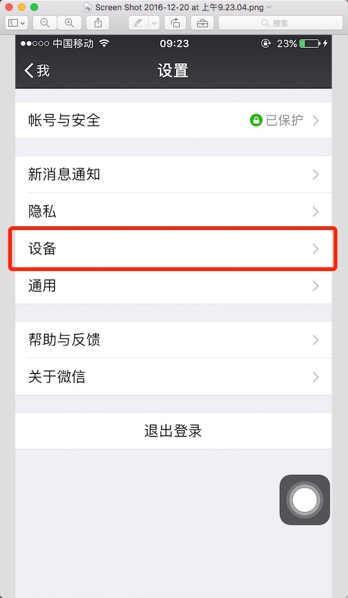 Screen Shot 2016-12-20 at 上午9.23.04.png
搜索
中国移动 09:23 23%
我 设置
帐号与安全 已保护
新消息通知
隐私
设备
通用
帮助与反馈
关于微信
退出登录